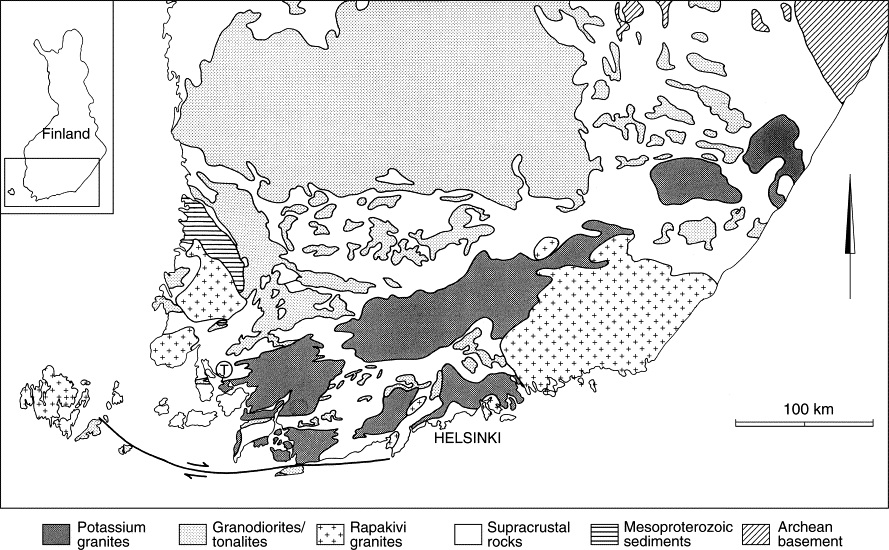 Finland
T
HELSINKI
100 km
Potassium
granites
Granodiorites/
tonalites
Rapakivi
granites
Supracrustal
rocks
Mesoproterozoic
sediments
Archean
basement